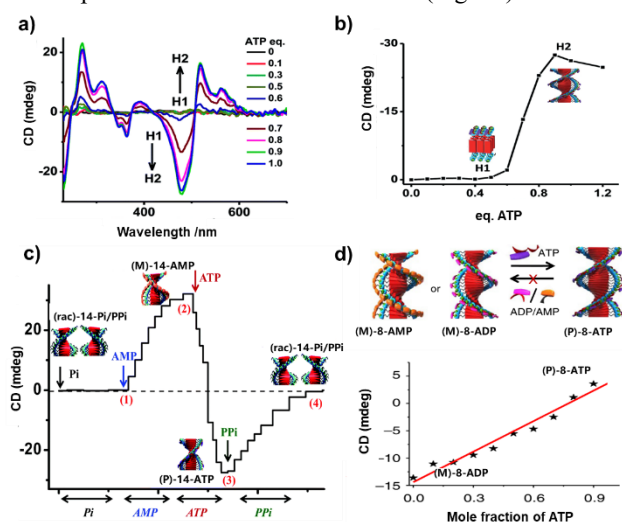 a)
CD (mdeg)
20
0
-20
400
600
Wavelength /nm
H2
H1
H1
H2
ATP eq.
0
0.1
0.3
0.5
0.6
0.7
0.8
0.9
1.0
b)
CD (mdeg)
-30
-15
0
0.0
0.4
0.8
1.2
eq. ATP
H1
H2
c)
CD (mdeg)
20
0
-20
(rac)-14-Pi/PPi
Pi
AMP
(1)
(M)-14-AMP
(2)
ATP
(P)-14-ATP
(3)
PPi
(rac)-14-Pi/PPi
(4)
Pi
AMP
ATP
PPi
d)
or
ATP
ADP/AMP
(M)-8-AMP
(M)-8-ADP
(P)-8-ATP
CD (mdeg)
5
0
-5
-10
-15
(P)-8-ATP
(M)-8-ADP
0.0
0.3
0.6
0.9
Mole fraction of ATP